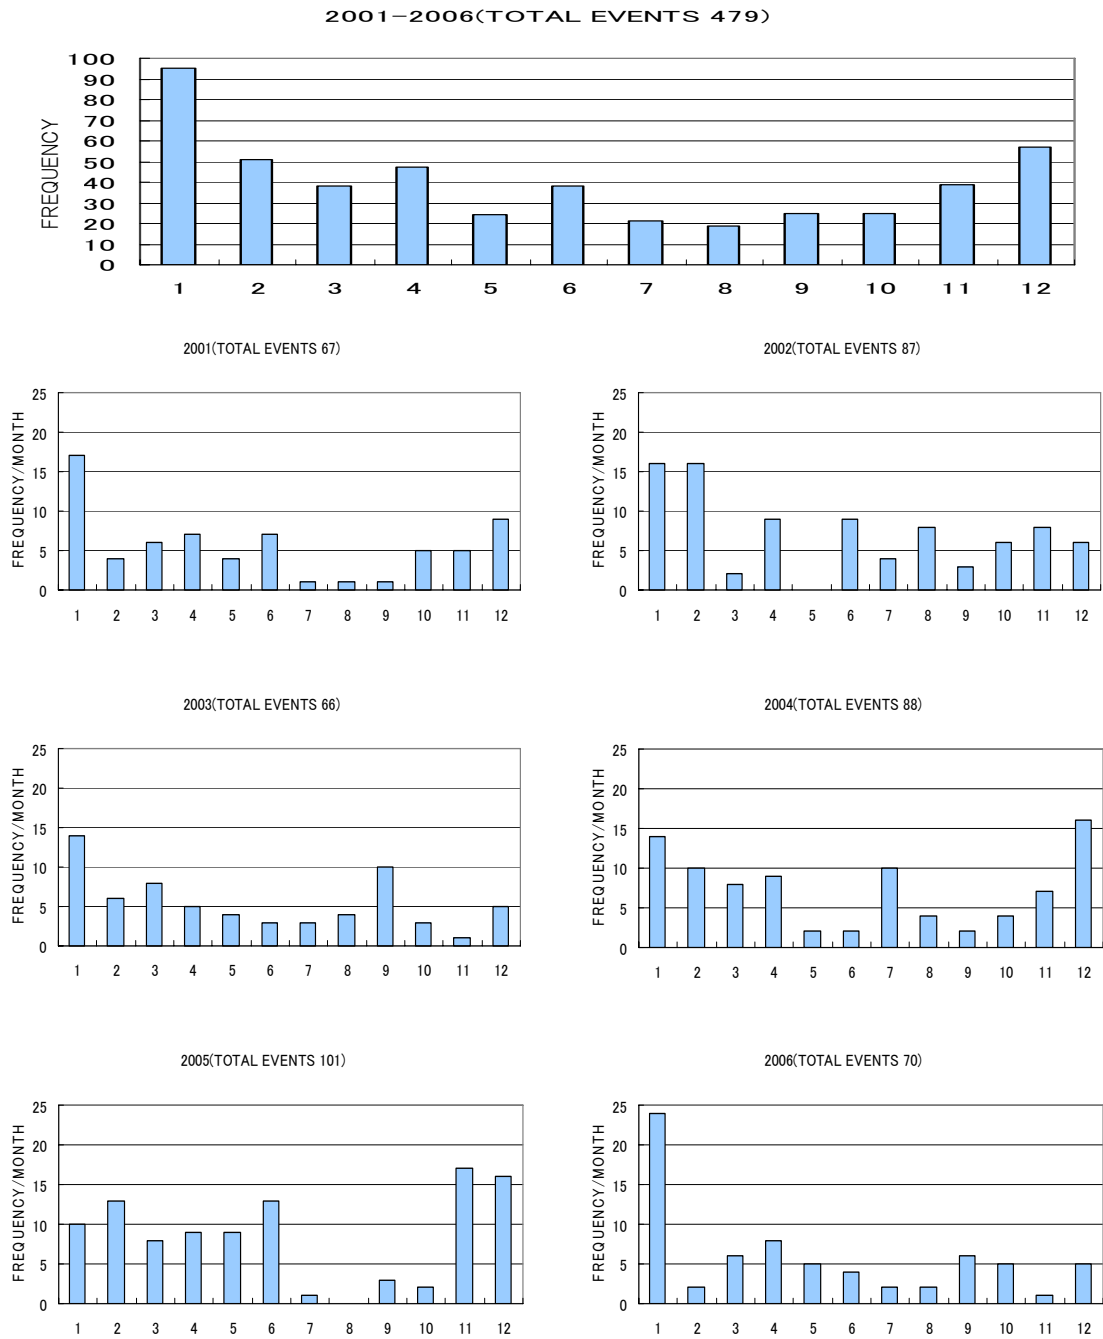 2001-2006(TOTAL EVENTS 479)
FREQUENCY
100
90
80
70
60
50
40
30
20
10
0
1 2 3 4 5 6 7 8 9 10 11 12
2001(TOTAL EVENTS 67)
FREQUENCY/MONTH
25
20
15
10
5
0
1 2 3 4 5 6 7 8 9 10 11 12
2002(TOTAL EVENTS 87)
FREQUENCY/MONTH
25
20
15
10
5
0
1 2 3 4 5 6 7 8 9 10 11 12
2003(TOTAL EVENTS 66)
FREQUENCY/MONTH
25
20
15
10
5
0
1 2 3 4 5 6 7 8 9 10 11 12
2004(TOTAL EVENTS 88)
FREQUENCY/MONTH
25
20
15
10
5
0
1 2 3 4 5 6 7 8 9 10 11 12
2005(TOTAL EVENTS 101)
FREQUENCY/MONTH
25
20
15
10
5
0
1 2 3 4 5 6 7 8 9 10 11 12
2006(TOTAL EVENTS 70)
FREQUENCY/MONTH
25
20
15
10
5
0
1 2 3 4 5 6 7 8 9 10 11 12